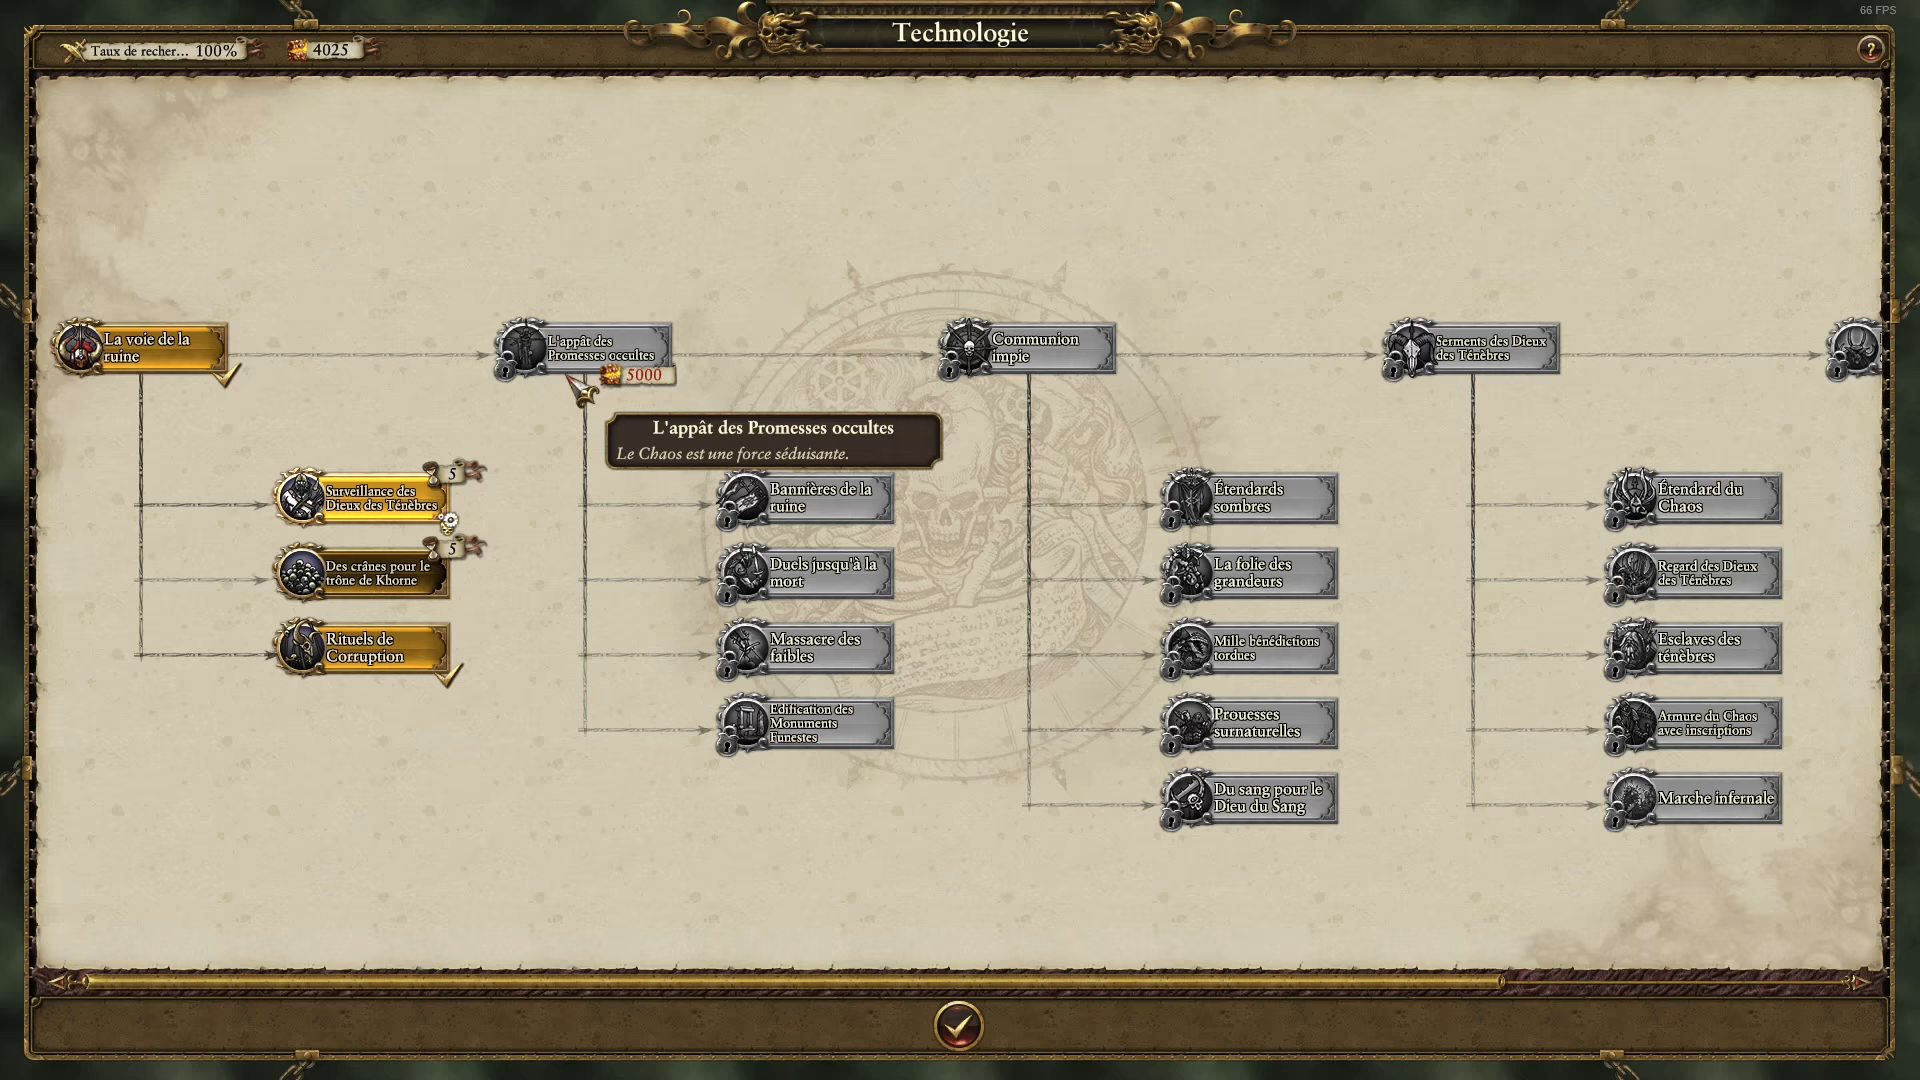 66 FPS
Technologie
Taux de recher... 100%
4025
?
La voie de la
ruine
L'appât des
Promesses occultes
5000
Communion
impie
Serments des Dieux
des Ténèbres
L'appât des Promesses occultes
Le Chaos est une force séduisante.
5
Surveillance des
Dieux des Ténèbres
5
Des crânes pour le
trône de Khorne
Rituels de
Corruption
Bannières de la
ruine
Duels jusqu'à la
mort
Massacre des
faibles
Edification des
Monuments
Funestes
Étendards
sombres
La folie des
grandeurs
Mille bénédictions
tordues
Prouesses
surnaturelles
Du sang pour le
Dieu du Sang
Étendard du
Chaos
Regard des Dieux
des Ténèbres
Esclaves des
ténèbres
Armure du Chaos
avec inscriptions
Marche infernale